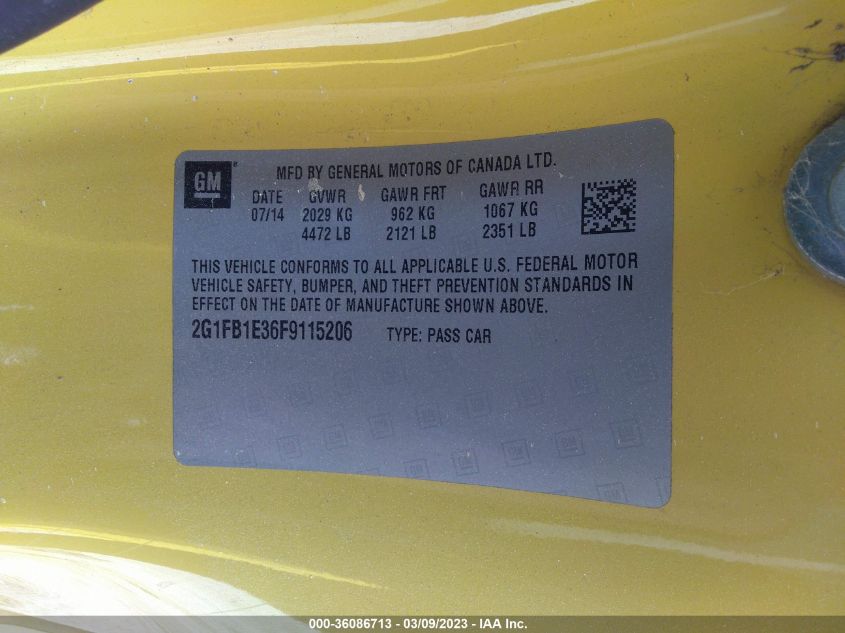 GM
MFD BY GENERAL MOTORS OF CANADA LTD.
DATE GVWR GAWR FRT GAWR RR
07/14 2029 KG 962 KG 1067 KG
4472 LB 2121 LB 2351 LB
THIS VEHICLE CONFORMS TO ALL APPLICABLE U.S. FEDERAL MOTOR
VEHICLE SAFETY, BUMPER, AND THEFT PREVENTION STANDARDS IN
EFFECT ON THE DATE OF MANUFACTURE SHOWN ABOVE.
2G1FB1E36F9115206 TYPE: PASS CAR
000-36086713 - 03/09/2023 - IAA Inc.